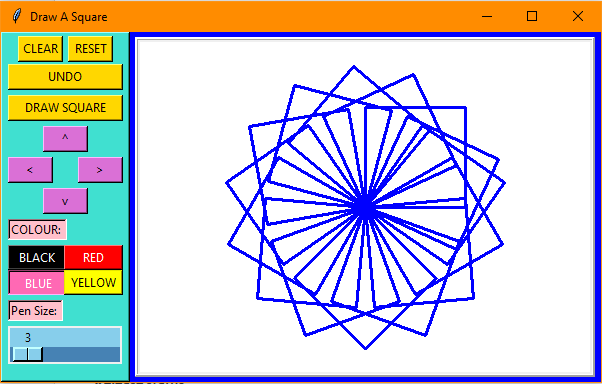 Draw A Square
CLEAR RESET
UNDO
DRAW SQUARE
^
< >
v
COLOUR:
BLACK RED
BLUE YELLOW
Pen Size:
3